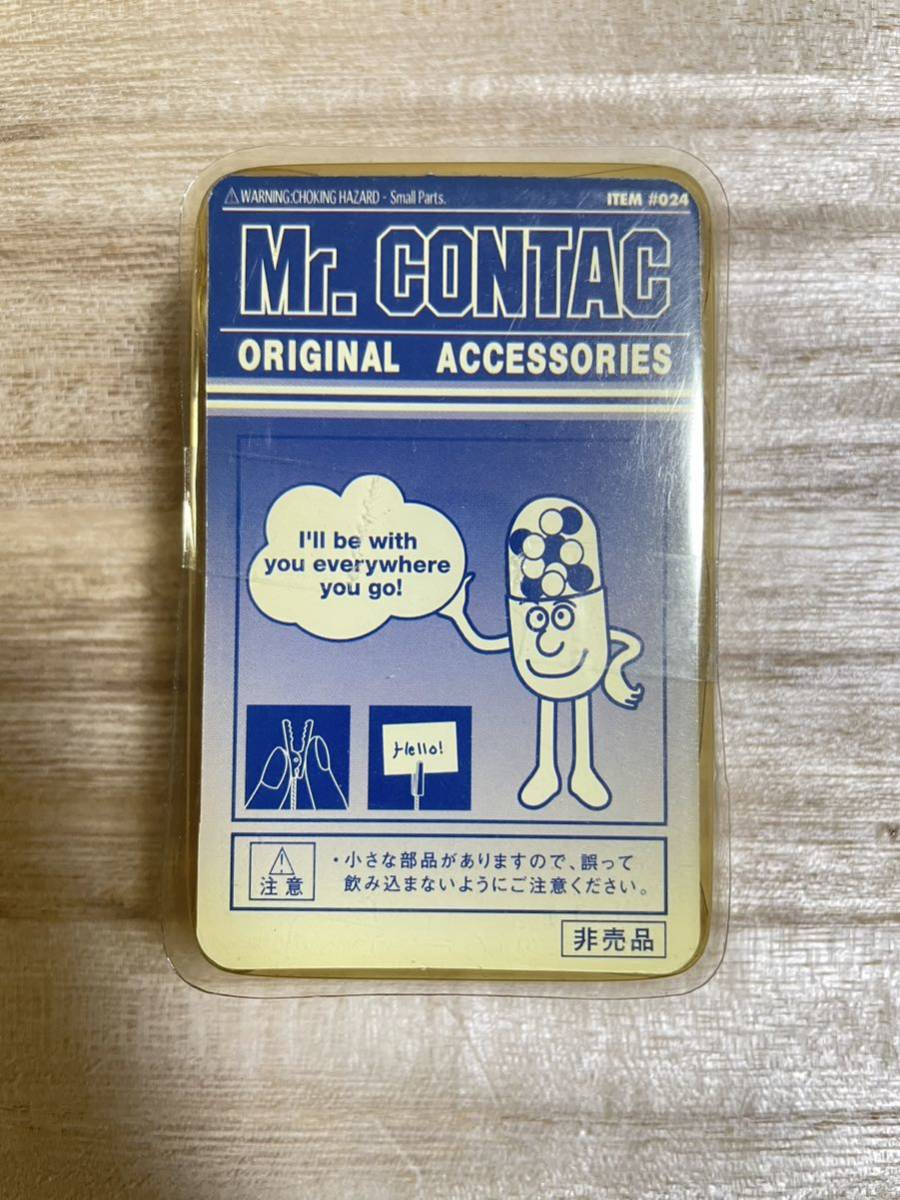 ⚠WARNING:CHOKING HAZARD - Small Parts.
ITEM #024
Mr. CONTAC
ORIGINAL ACCESSORIES
I'll be with
you everywhere
you go!
Hello!
注意
・小さな部品がありますので、誤って
飲み込まないようにご注意ください。
非売品